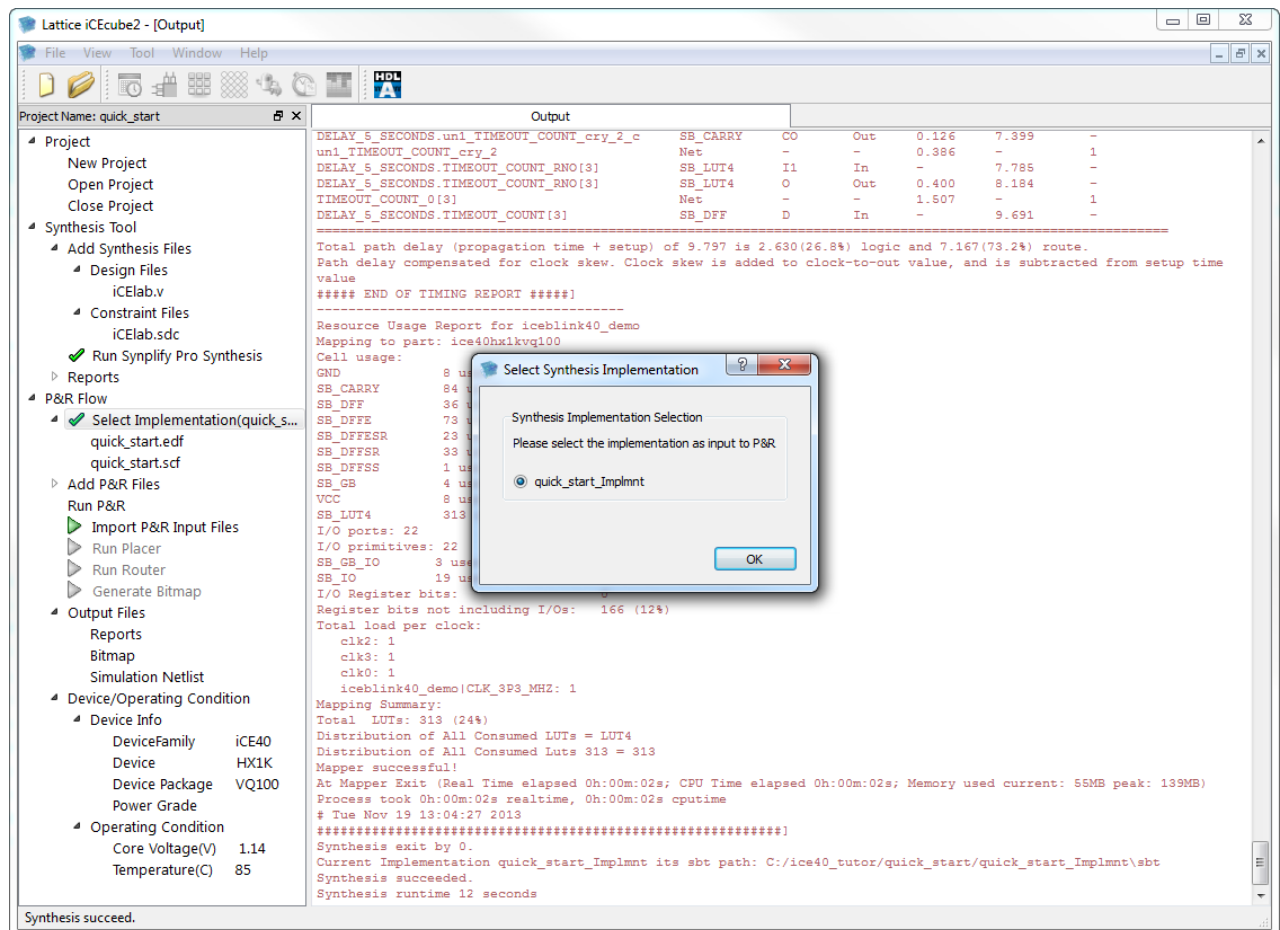 Lattice iCEcube2 - [Output]
File View Tool Window Help
HDL
A
Project Name: quick_start
Project
New Project
Open Project
Close Project
Synthesis Tool
Add Synthesis Files
Design Files
iCElab.v
Constraint Files
iCElab.sdc
Run Synplify Pro Synthesis
Reports
P&R Flow
Select Implementation(quick_s...
quick_start.edf
quick_start.scf
Add P&R Files
Run P&R
Import P&R Input Files
Run Placer
Run Router
Generate Bitmap
Output Files
Reports
Bitmap
Simulation Netlist
Device/Operating Condition
Device Info
DeviceFamily iCE40
Device HX1K
Device Package VQ100
Power Grade
Operating Condition
Core Voltage(V) 1.14
Temperature(C) 85
Output
DELAY_5_SECONDS.un1_TIMEOUT_COUNT_cry_2_c SB_CARRY CO Out 0.126 7.399 -
un1_TIMEOUT_COUNT_cry_2 Net - - 0.386 - 1
DELAY_5_SECONDS.TIMEOUT_COUNT_RNO[3] SB_LUT4 I1 In - 7.785 -
DELAY_5_SECONDS.TIMEOUT_COUNT_RNO[3] SB_LUT4 O Out 0.400 8.184 -
TIMEOUT_COUNT_0[3] Net - - 1.507 - 1
DELAY_5_SECONDS.TIMEOUT_COUNT[3] SB_DFF D In - 9.691 -
Total path delay (propagation time + setup) of 9.797 is 2.630(26.8%) logic and 7.167(73.2%) route.
Path delay compensated for clock skew. Clock skew is added to clock-to-out value, and is subtracted from setup time
value
##### END OF TIMING REPORT #####]
Resource Usage Report for iceblink40_demo
Mapping to part: ice40hx1kvq100
Cell usage:
GND 8 us
SB_CARRY 84 u
SB_DFF 36 u
SB_DFFE 73 u
SB_DFFESR 23 u
SB_DFFSR 33 u
SB_DFFSS 1 us
SB_GB 4 us
VCC 8 us
SB_LUT4 313
I/O ports: 22
I/O primitives: 22
SB_GB_IO 3 use
SB_IO 19 us
I/O Register bits: 0
Register bits not including I/Os: 166 (12%)
Total load per clock:
clk2: 1
clk3: 1
clk0: 1
iceblink40_demo|CLK_3P3_MHZ: 1
Mapping Summary:
Total LUTs: 313 (24%)
Distribution of All Consumed LUTs = LUT4
Distribution of All Consumed Luts 313 = 313
Mapper successful!
At Mapper Exit (Real Time elapsed 0h:00m:02s; CPU Time elapsed 0h:00m:02s; Memory used current: 55MB peak: 139MB)
Process took 0h:00m:02s realtime, 0h:00m:02s cputime
# Tue Nov 19 13:04:27 2013
###########################################################]
Synthesis exit by 0.
Current Implementation quick_start_Implmnt its sbt path: C:/ice40_tutor/quick_start/quick_start_Implmnt\sbt
Synthesis succeeded.
Synthesis runtime 12 seconds
Select Synthesis Implementation
Synthesis Implementation Selection
Please select the implementation as input to P&R
quick_start_Implmnt
OK
Synthesis succeed.